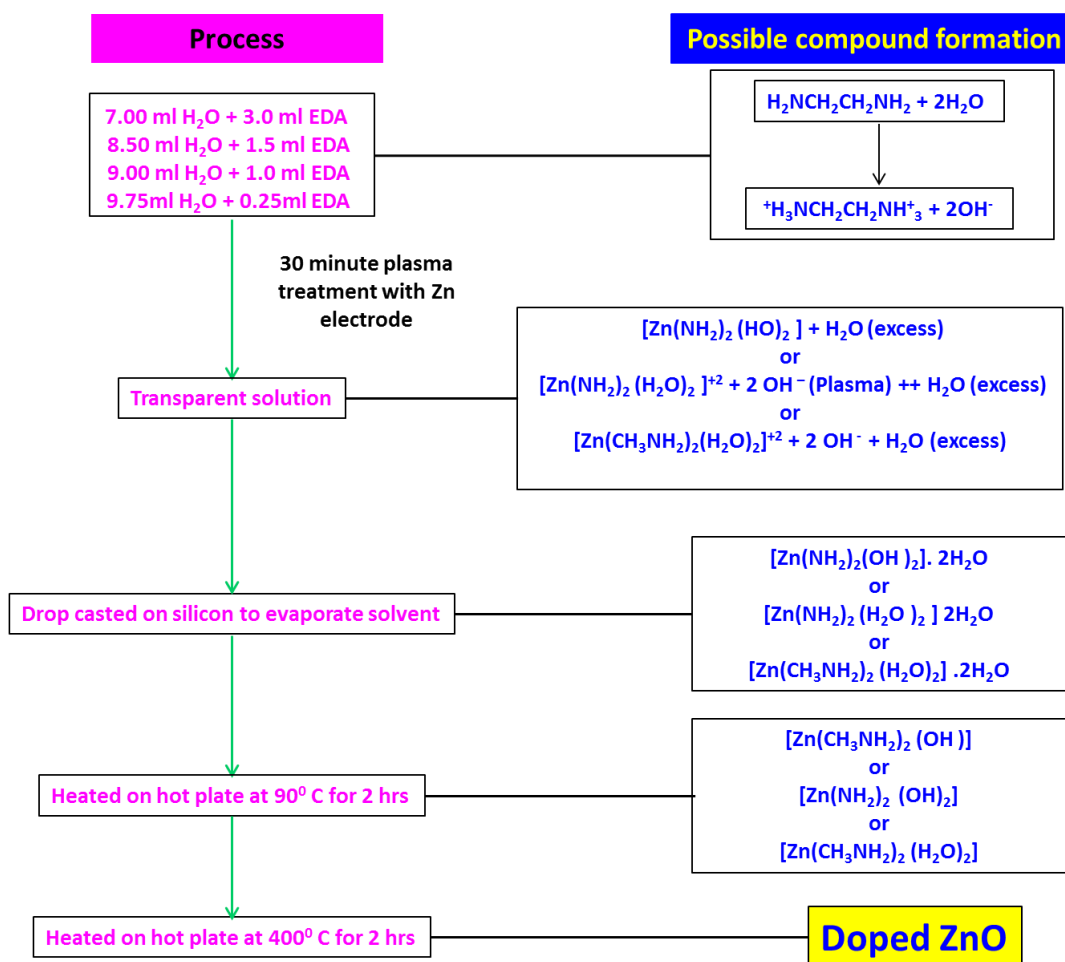 Process
Possible compound formation
7.00 ml H₂O + 3.0 ml EDA
8.50 ml H₂O + 1.5 ml EDA
9.00 ml H₂O + 1.0 ml EDA
9.75ml H₂O + 0.25ml EDA
H₂NCH₂CH₂NH₂ + 2H₂O
⁺H₃NCH₂CH₂NH⁺₃ + 2OH⁻
30 minute plasma
treatment with Zn
electrode
[Zn(NH₂)₂ (HO)₂ ] + H₂O (excess)
or
[Zn(NH₂)₂ (H₂O)₂ ]⁺² + 2 OH⁻ (Plasma) ++ H₂O (excess)
or
[Zn(CH₃NH₂)₂(H₂O)₂]⁺² + 2 OH⁻ + H₂O (excess)
Transparent solution
[Zn(NH₂)₂(OH )₂]. 2H₂O
or
[Zn(NH₂)₂ (H₂O )₂ ] 2H₂O
or
[Zn(CH₃NH₂)₂ (H₂O)₂] .2H₂O
Drop casted on silicon to evaporate solvent
[Zn(CH₃NH₂)₂ (OH )]
or
[Zn(NH₂)₂ (OH)₂]
or
[Zn(CH₃NH₂)₂ (H₂O)₂]
Heated on hot plate at 90⁰ C for 2 hrs
Heated on hot plate at 400⁰ C for 2 hrs
Doped ZnO